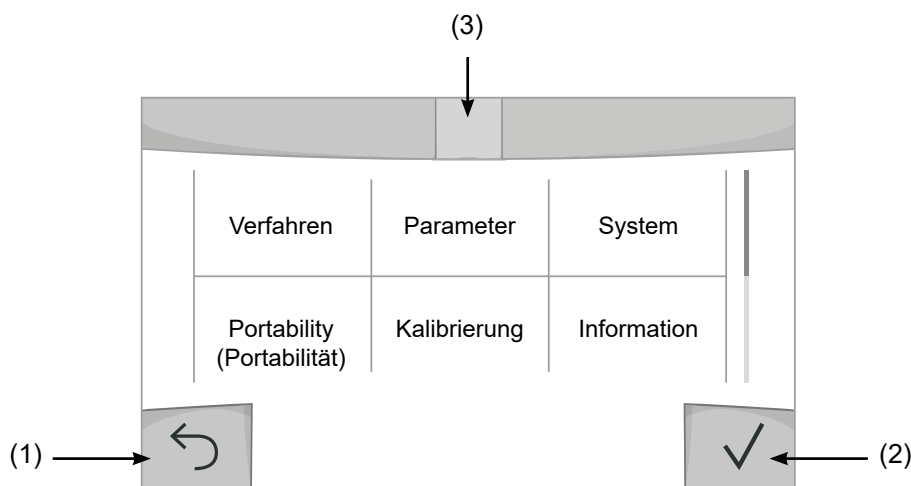 (3)
Verfahren
Parameter
System
Portability
(Portabilität)
Kalibrierung
Information
(1)
(2)